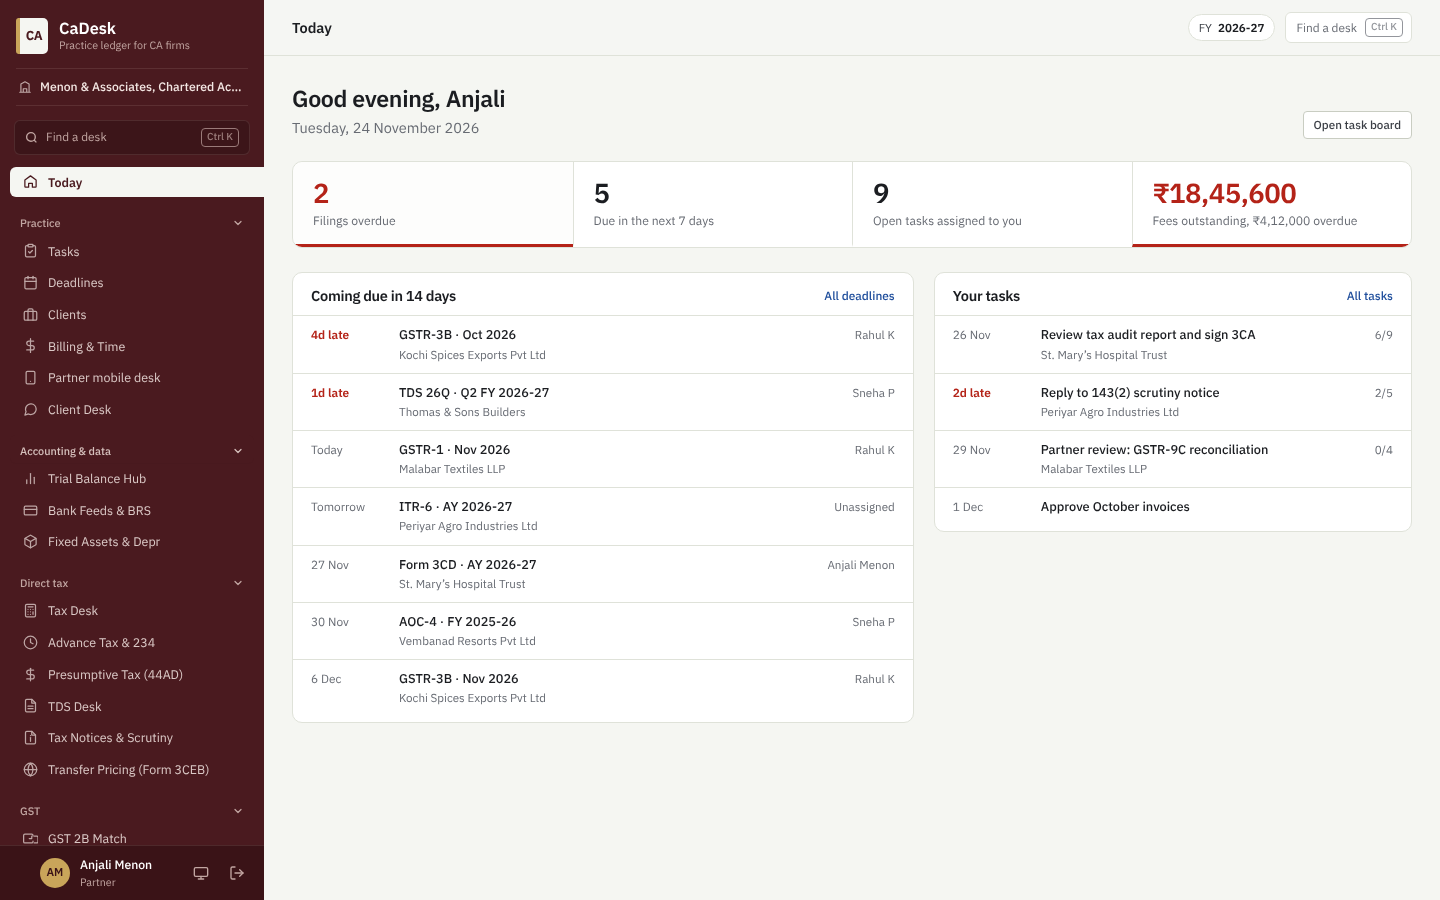 CA
CaDesk
Practice ledger for CA firms
Menon & Associates, Chartered Ac...
Find a desk
Ctrl K
Today
Practice
Tasks
Deadlines
Clients
Billing & Time
Partner mobile desk
Client Desk
Accounting & data
Trial Balance Hub
Bank Feeds & BRS
Fixed Assets & Depr
Direct tax
Tax Desk
Advance Tax & 234
Presumptive Tax (44AD)
TDS Desk
Tax Notices & Scrutiny
Transfer Pricing (Form 3CEB)
GST
GST 2B Match
AM
Anjali Menon
Partner
Today
FY 2026-27
Find a desk Ctrl K
Good evening, Anjali
Tuesday, 24 November 2026
Open task board
2
Filings overdue
5
Due in the next 7 days
9
Open tasks assigned to you
₹18,45,600
Fees outstanding, ₹4,12,000 overdue
Coming due in 14 days
All deadlines
4d late GSTR-3B · Oct 2026 Rahul K
Kochi Spices Exports Pvt Ltd
1d late TDS 26Q · Q2 FY 2026-27 Sneha P
Thomas & Sons Builders
Today GSTR-1 · Nov 2026 Rahul K
Malabar Textiles LLP
Tomorrow ITR-6 · AY 2026-27 Unassigned
Periyar Agro Industries Ltd
27 Nov Form 3CD · AY 2026-27 Anjali Menon
St. Mary’s Hospital Trust
30 Nov AOC-4 · FY 2025-26 Sneha P
Vembanad Resorts Pvt Ltd
6 Dec GSTR-3B · Nov 2026 Rahul K
Kochi Spices Exports Pvt Ltd
Your tasks
All tasks
26 Nov Review tax audit report and sign 3CA 6/9
St. Mary’s Hospital Trust
2d late Reply to 143(2) scrutiny notice 2/5
Periyar Agro Industries Ltd
29 Nov Partner review: GSTR-9C reconciliation 0/4
Malabar Textiles LLP
1 Dec Approve October invoices